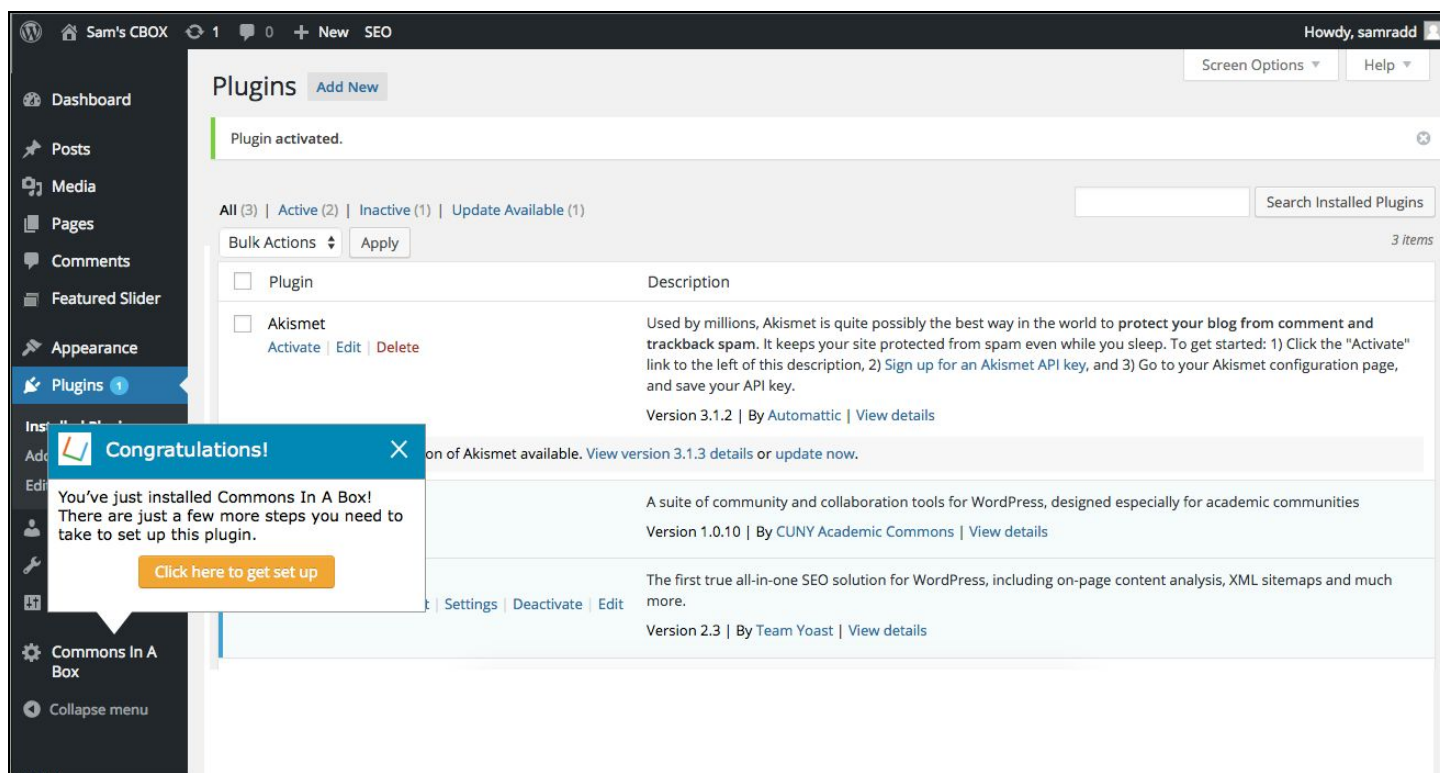 Sam's CBOX 1 0 + New SEO Howdy, samradd
Screen Options Help
Dashboard
Posts
Media
Pages
Comments
Featured Slider
Appearance
Plugins 1
Add
Edi
Commons In A
Box
Collapse menu
Plugins Add New
Plugin activated.
All (3) | Active (2) | Inactive (1) | Update Available (1)
Search Installed Plugins
Bulk Actions Apply
3 items
Plugin Description
Akismet
Activate | Edit | Delete
Used by millions, Akismet is quite possibly the best way in the world to protect your blog from comment and
trackback spam. It keeps your site protected from spam even while you sleep. To get started: 1) Click the "Activate"
link to the left of this description, 2) Sign up for an Akismet API key, and 3) Go to your Akismet configuration page,
and save your API key.
Version 3.1.2 | By Automattic | View details
on of Akismet available. View version 3.1.3 details or update now.
A suite of community and collaboration tools for WordPress, designed especially for academic communities
Version 1.0.10 | By CUNY Academic Commons | View details
The first true all-in-one SEO solution for WordPress, including on-page content analysis, XML sitemaps and much
more.
Version 2.3 | By Team Yoast | View details
t | Settings | Deactivate | Edit
Congratulations!
You've just installed Commons In A Box!
There are just a few more steps you need to
take to set up this plugin.
Click here to get set up